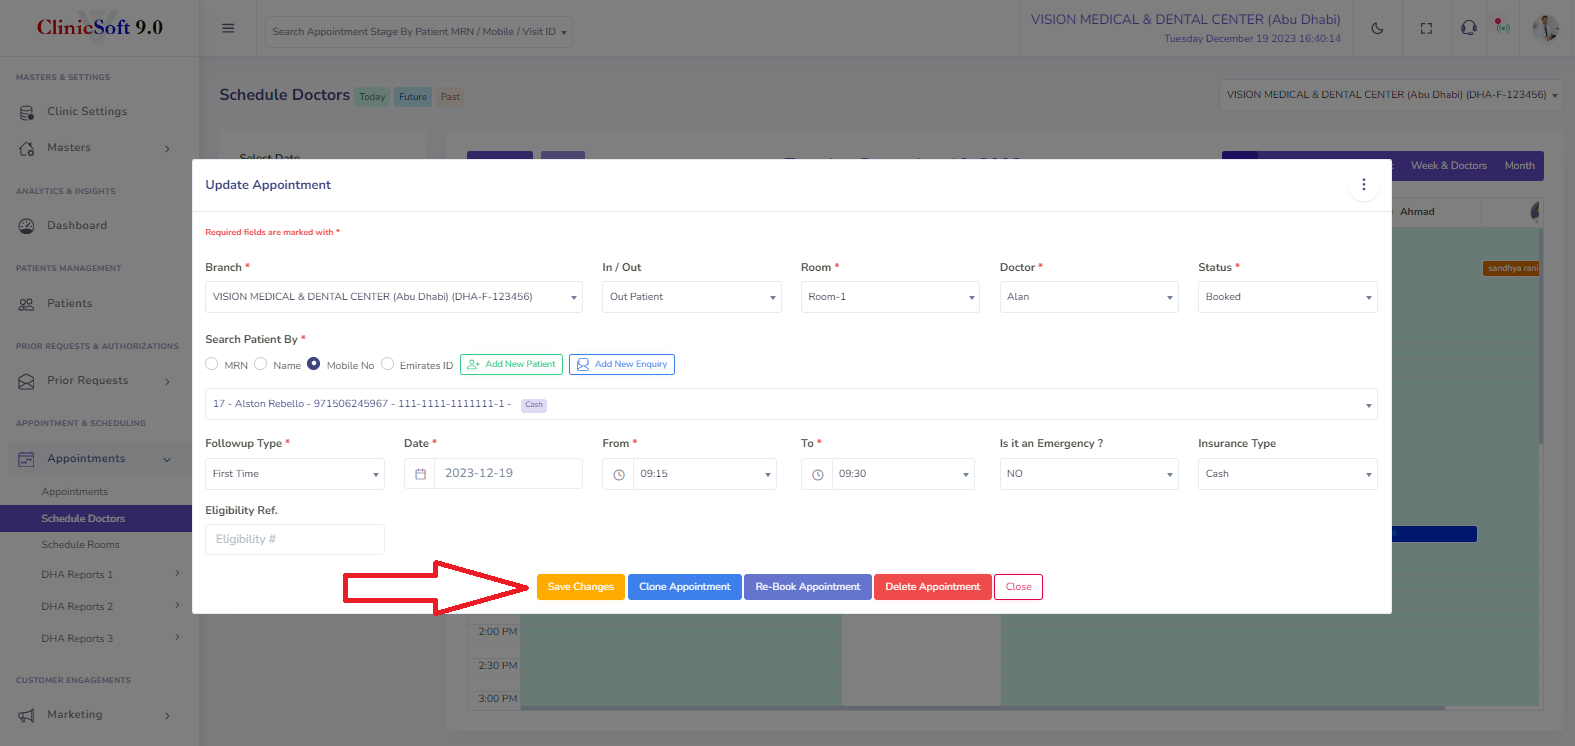 ClinicSoft 9.0
Search Appointment Stage By Patient MRN / Mobile / Visit ID
VISION MEDICAL & DENTAL CENTER (Abu Dhabi)
Tuesday December 19 2023 16:40:14
MASTERS & SETTINGS
Clinic Settings
Masters
ANALYTICS & INSIGHTS
Dashboard
PATIENTS MANAGEMENT
Patients
PRIOR REQUESTS & AUTHORIZATIONS
Prior Requests
APPOINTMENT & SCHEDULING
Appointments
Appointments
Schedule Doctors
Schedule Rooms
DHA Reports 1
DHA Reports 2
DHA Reports 3
CUSTOMER ENGAGEMENTS
Marketing
Schedule Doctors Today Future Past
VISION MEDICAL & DENTAL CENTER (Abu Dhabi) (DHA-F-123456)
Select Date
Week & Doctors Month
Ahmad
sandhya rani
Update Appointment
Required fields are marked with *
Branch * In / Out Room * Doctor * Status *
VISION MEDICAL & DENTAL CENTER (Abu Dhabi) (DHA-F-123456) Out Patient Room-1 Alan Booked
Search Patient By *
MRN Name Mobile No Emirates ID Add New Patient Add New Enquiry
17 - Alston Rebello - 971506245967 - 111-1111-1111111-1 - Cash
Followup Type * Date * From * To * Is it an Emergency ? Insurance Type
First Time 2023-12-19 09:15 09:30 NO Cash
Eligibility Ref.
Eligibility #
Save Changes Clone Appointment Re-Book Appointment Delete Appointment Close
2:00 PM
2:30 PM
3:00 PM